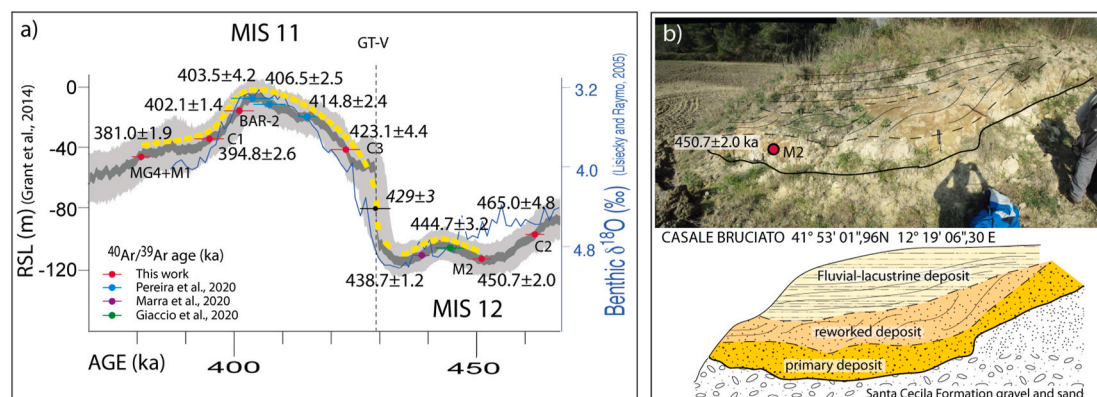 a)
MIS 11
GT-V
403.5±4.2
406.5±2.5
402.1±1.4
414.8±2.4
BAR-2
381.0±1.9
423.1±4.4
C1
C3
394.8±2.6
MG4+M1
429±3
465.0±4.8
444.7±3.2
C2
M2
438.7±1.2
450.7±2.0
MIS 12
RSL (m) (Grant et al., 2014)
0
-40
-80
-120
3.2
4.0
4.8
Benthic δ18O (‰) (Lisiecky and Raymo, 2005)
40Ar/39Ar age (ka)
This work
Pereira et al., 2020
Marra et al., 2020
Giaccio et al., 2020
AGE (ka)
400
450
b)
450.7±2.0 ka
M2
CASALE BRUCIATO 41° 53' 01",96N 12° 19' 06",30 E
Fluvial-lacustrine deposit
reworked deposit
primary deposit
Santa Cecila Formation gravel and sand